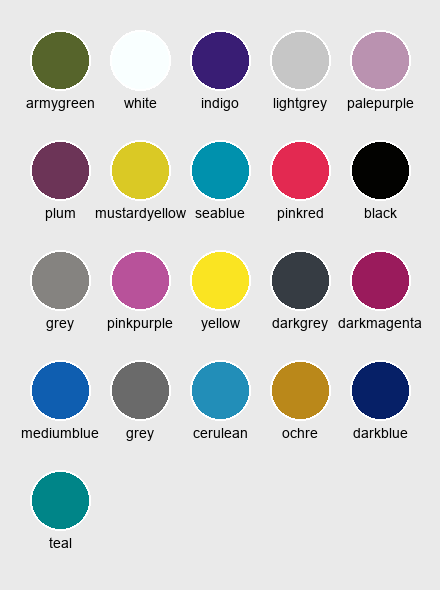 armygreen white indigo lightgrey palepurple
plum mustardyellow seablue pinkred black
grey pinkpurple yellow darkgrey darkmagenta
mediumblue grey cerulean ochre darkblue
teal